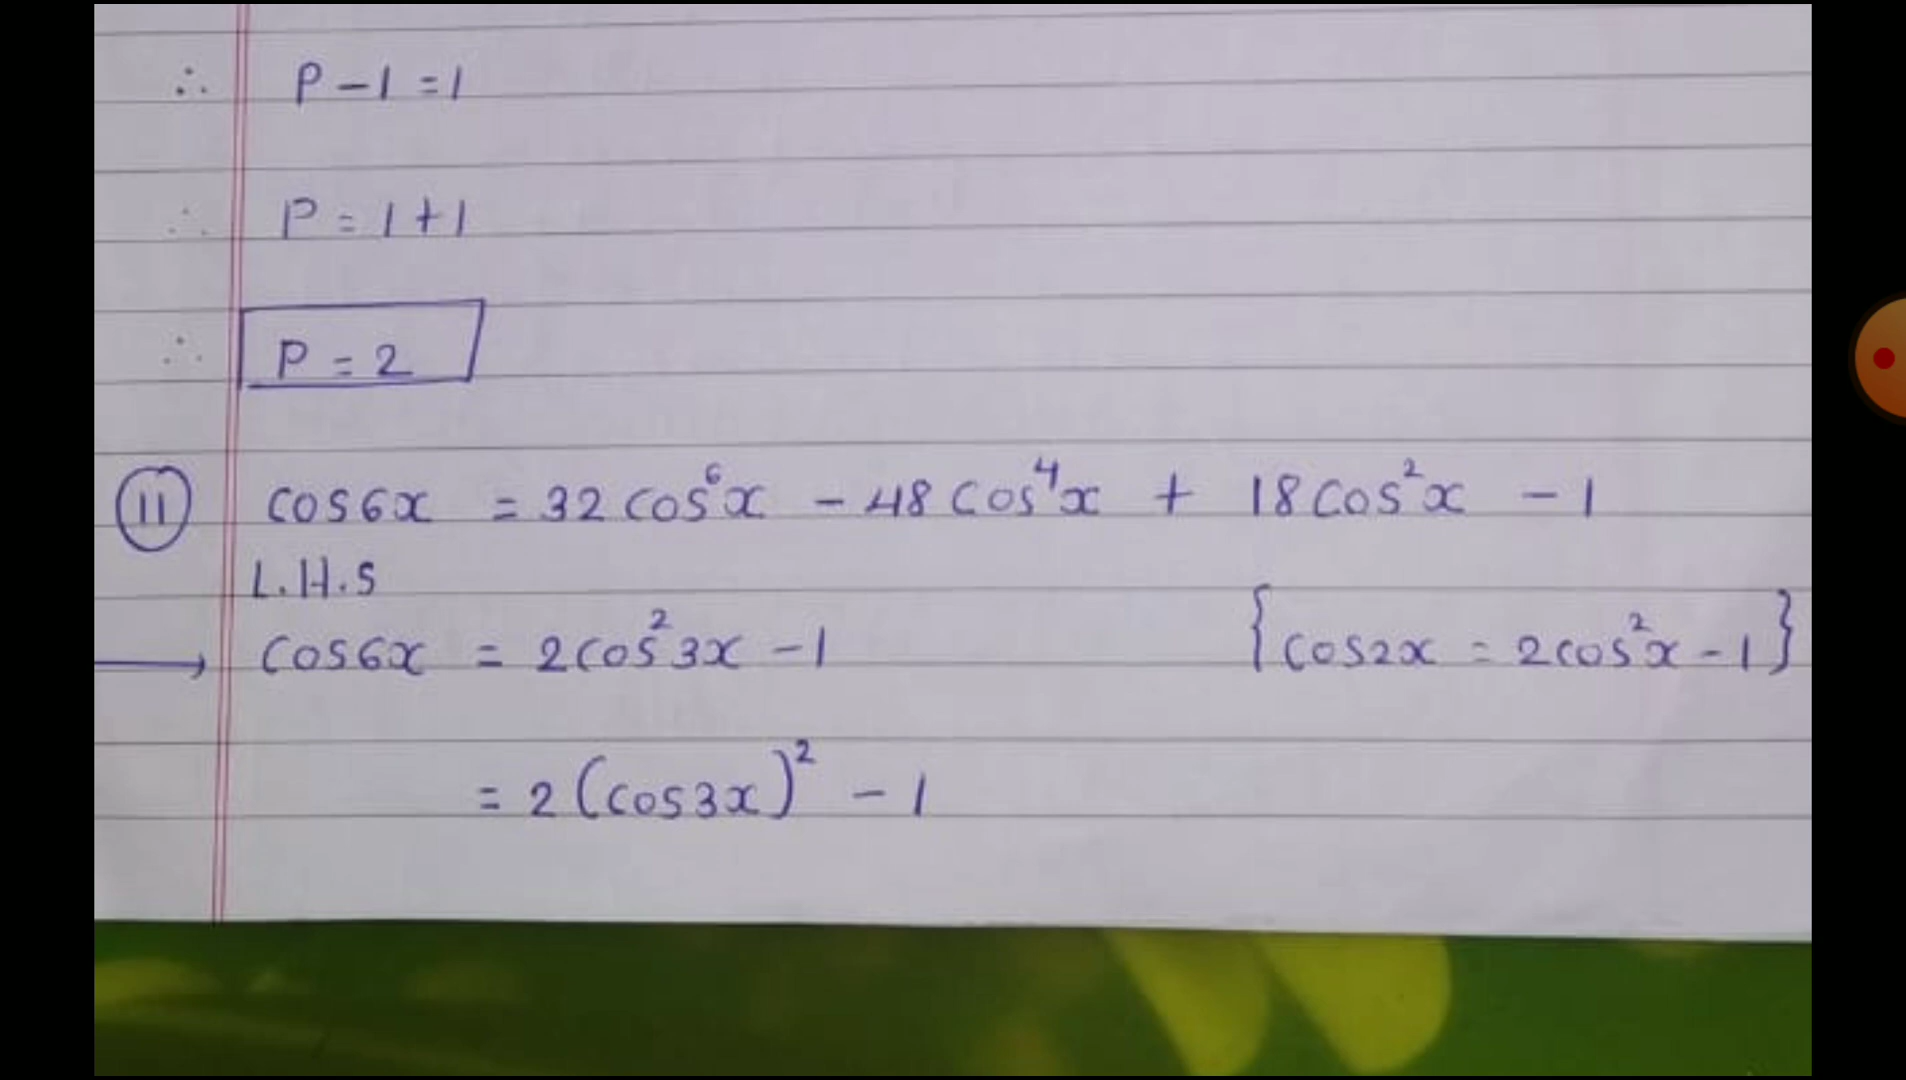 ∴ P - 1 = 1
∴ P = 1 + 1
∴ P = 2
11 cos6x = 32 cos⁶x - 48 cos⁴x + 18 cos²x - 1
L.H.S
→ cos6x = 2cos²3x - 1 {cos2x = 2cos²x - 1}
= 2(cos3x)² - 1